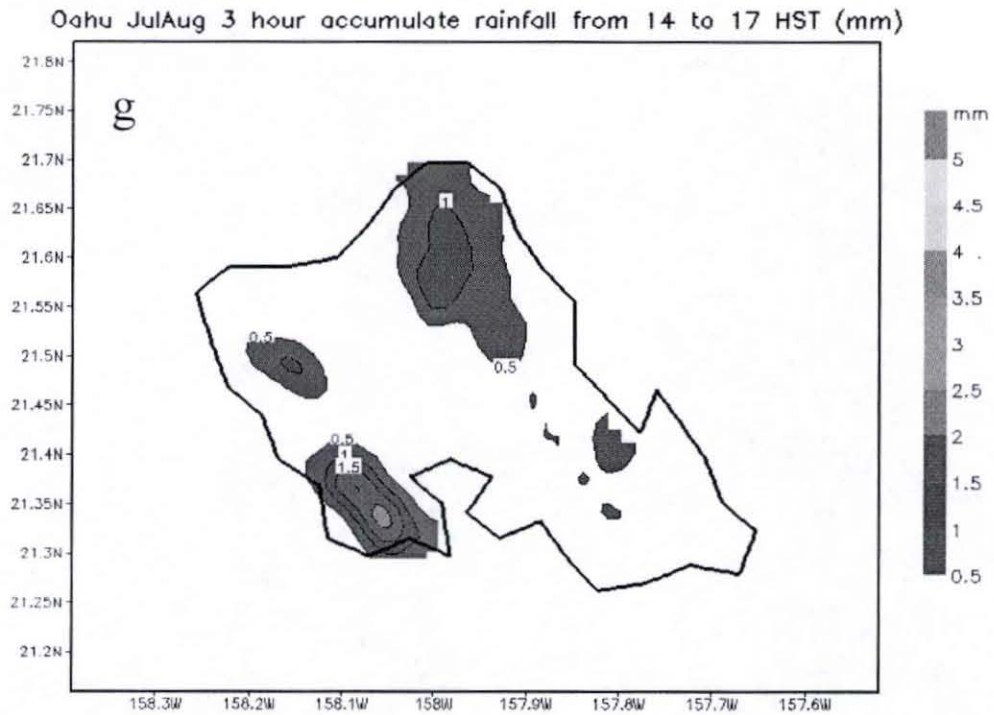 Oahu JulAug 3 hour accumulate rainfall from 14 to 17 HST (mm)
g
21.8N
21.75N
21.7N
21.65N
21.6N
21.55N
21.5N
21.45N
21.4N
21.35N
21.3N
21.25N
21.2N
1
0.5
0.5
0.5
1
1.5
158.3W
158.2W
158.1W
158W
157.9W
157.8W
157.7W
157.6W
mm
5
4.5
4
3.5
3
2.5
2
1.5
1
0.5